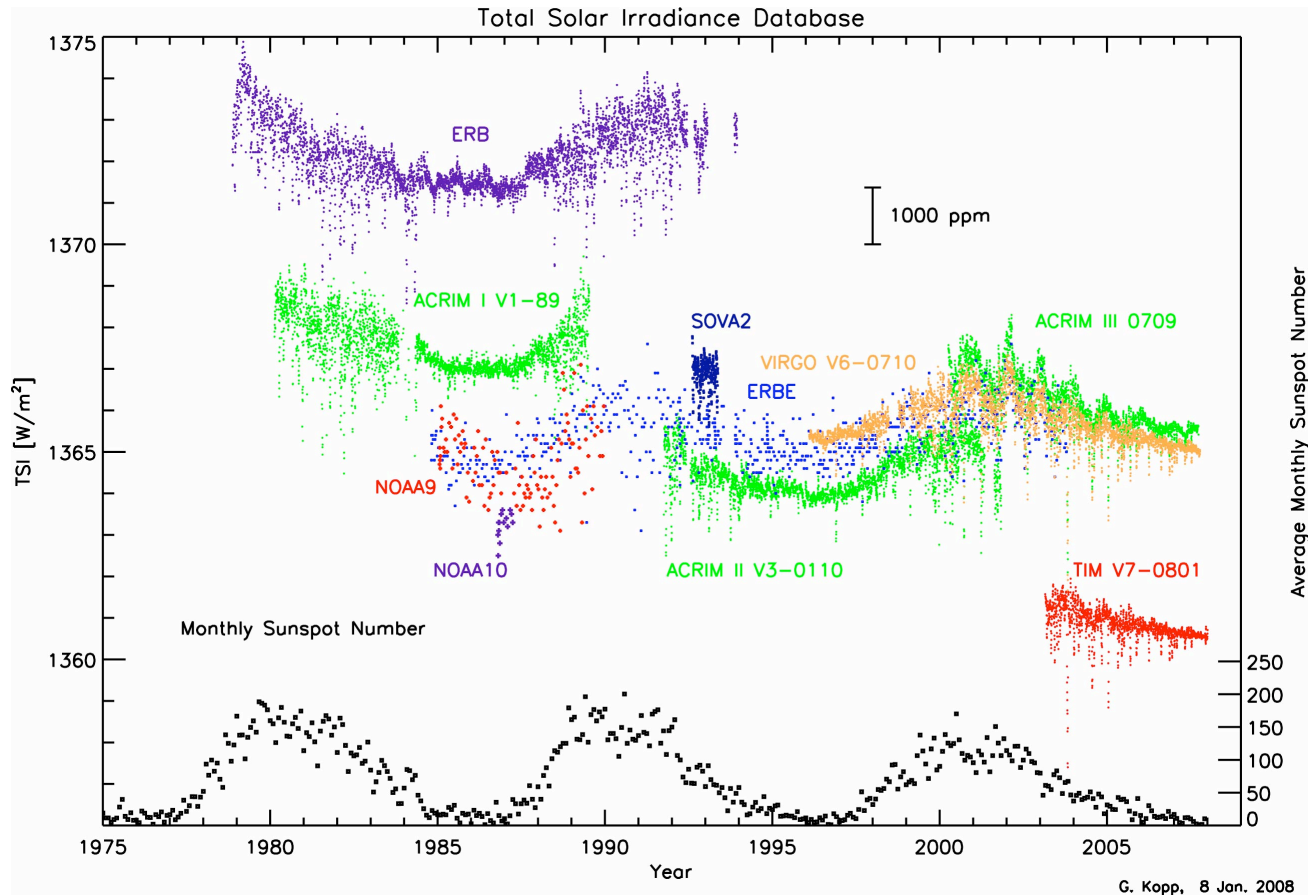 Total Solar Irradiance Database
1375
1370
1365
1360
TSI [W/m²]
ERB
1000 ppm
ACRIM I V1-89
SOVA2
ACRIM III 0709
VIRGO V6-0710
ERBE
NOAA9
NOAA10
ACRIM II V3-0110
TIM V7-0801
Monthly Sunspot Number
250
200
150
100
50
0
Average Monthly Sunspot Number
1975 1980 1985 1990 1995 2000 2005
Year
G. Kopp, 8 Jan. 2008